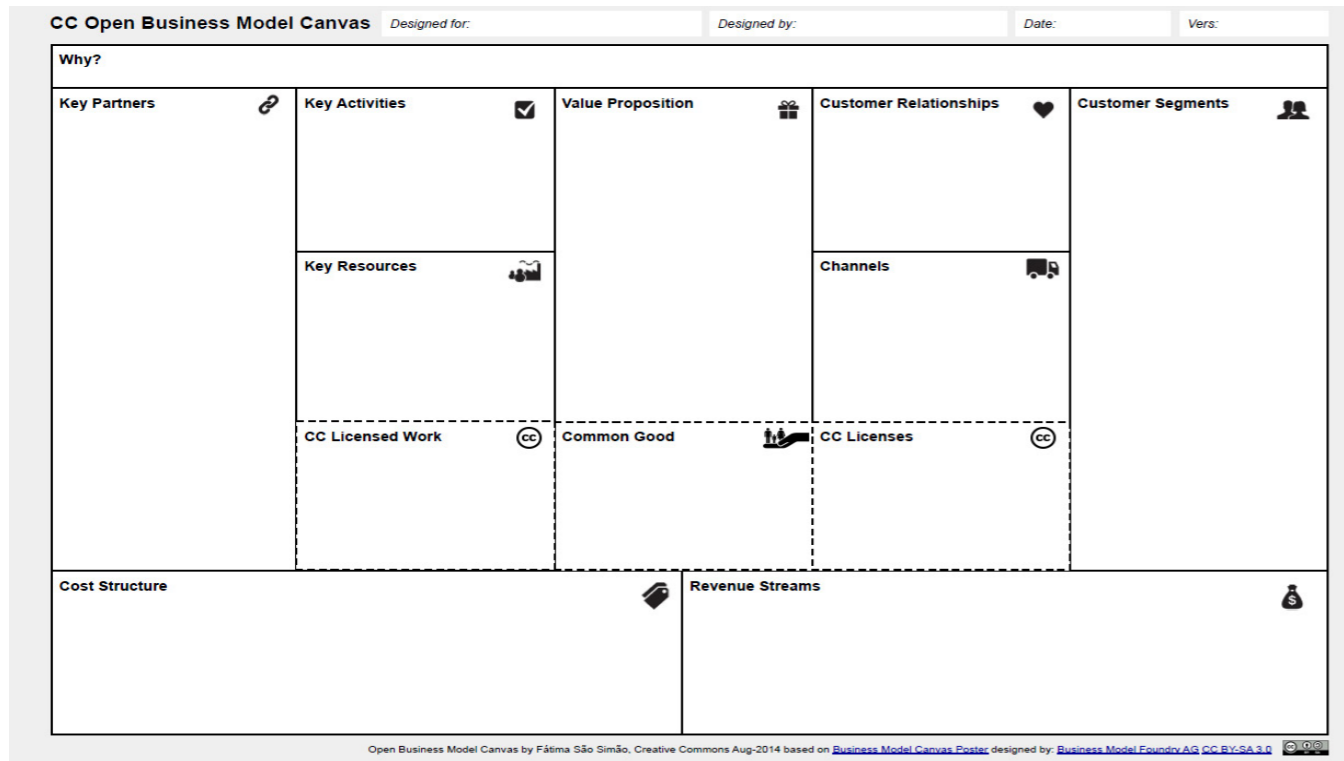 CC Open Business Model Canvas
Designed for:
Designed by:
Date:
Vers:
Why?
Key Partners
Key Activities
Value Proposition
Customer Relationships
Customer Segments
Key Resources
Channels
CC Licensed Work
cc
Common Good
CC Licenses
cc
Cost Structure
Revenue Streams
$
Open Business Model Canvas by Fátima São Simão, Creative Commons Aug-2014 based on Business Model Canvas Poster designed by: Business Model Foundry AG CC BY-SA 3.0